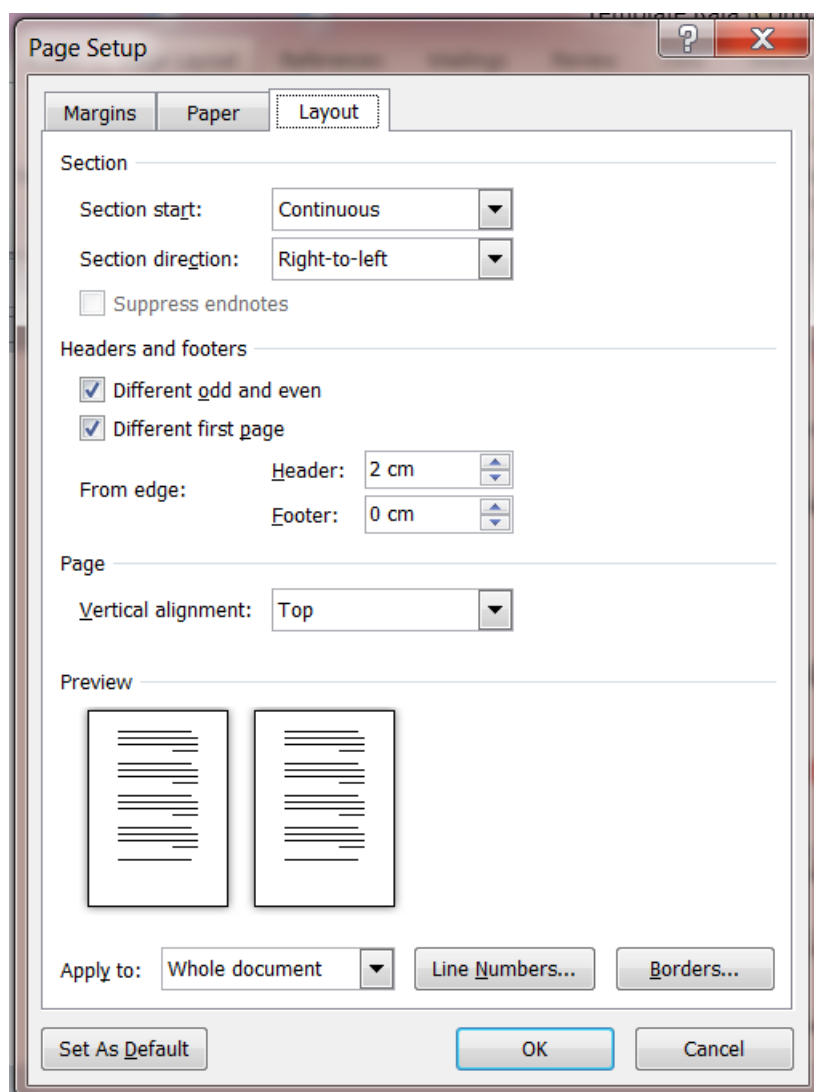 Page Setup
Margins Paper Layout
Section
Section start: Continuous
Section direction: Right-to-left
Suppress endnotes
Headers and footers
Different odd and even
Different first page
From edge: Header: 2 cm
Footer: 0 cm
Page
Vertical alignment: Top
Preview
Apply to: Whole document Line Numbers... Borders...
Set As Default OK Cancel